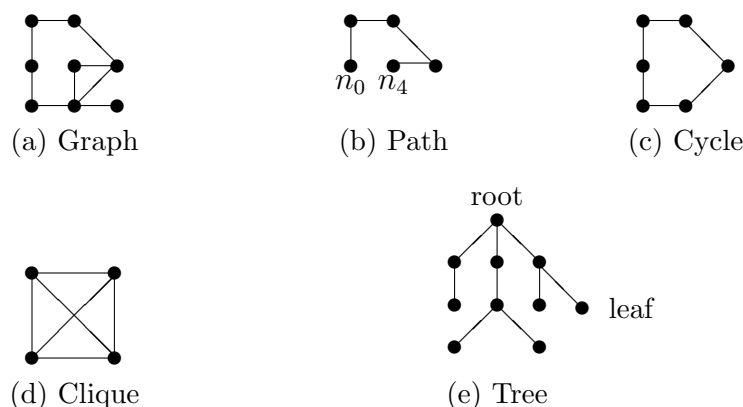 n₀ n₄
(a) Graph
(b) Path
(c) Cycle
root
leaf
(d) Clique
(e) Tree